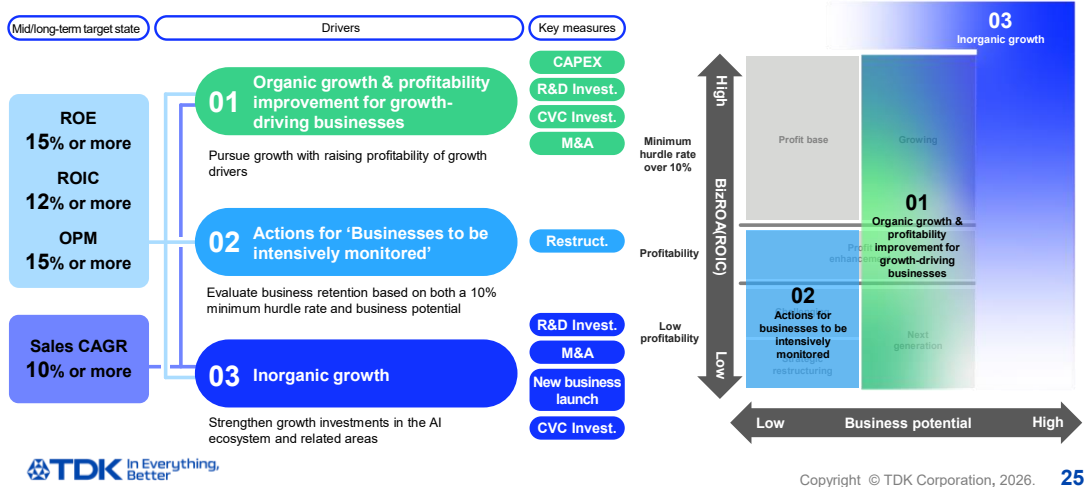 Mid/long-term target state
Drivers
Key measures
ROE
15% or more
ROIC
12% or more
OPM
15% or more
Sales CAGR
10% or more
01
Organic growth & profitability
improvement for growth-
driving businesses
Pursue growth with raising profitability of growth
drivers
CAPEX
R&D Invest.
CVC Invest.
M&A
02
Actions for ‘Businesses to be
intensively monitored’
Evaluate business retention based on both a 10%
minimum hurdle rate and business potential
Restruct.
03
Inorganic growth
Strengthen growth investments in the AI
ecosystem and related areas
R&D Invest.
M&A
New business
launch
CVC Invest.
03
Inorganic growth
Minimum
hurdle rate
over 10%
Profitability
Low
profitability
High
BizROA(ROIC)
Low
Profit base
Growing
01
Organic growth &
profitability
improvement for
growth-driving
businesses
02
Actions for
businesses to be
intensively
monitored
restructuring
Next
generation
Low
Business potential
High
TDK In Everything,
Better
Copyright © TDK Corporation, 2026.
25